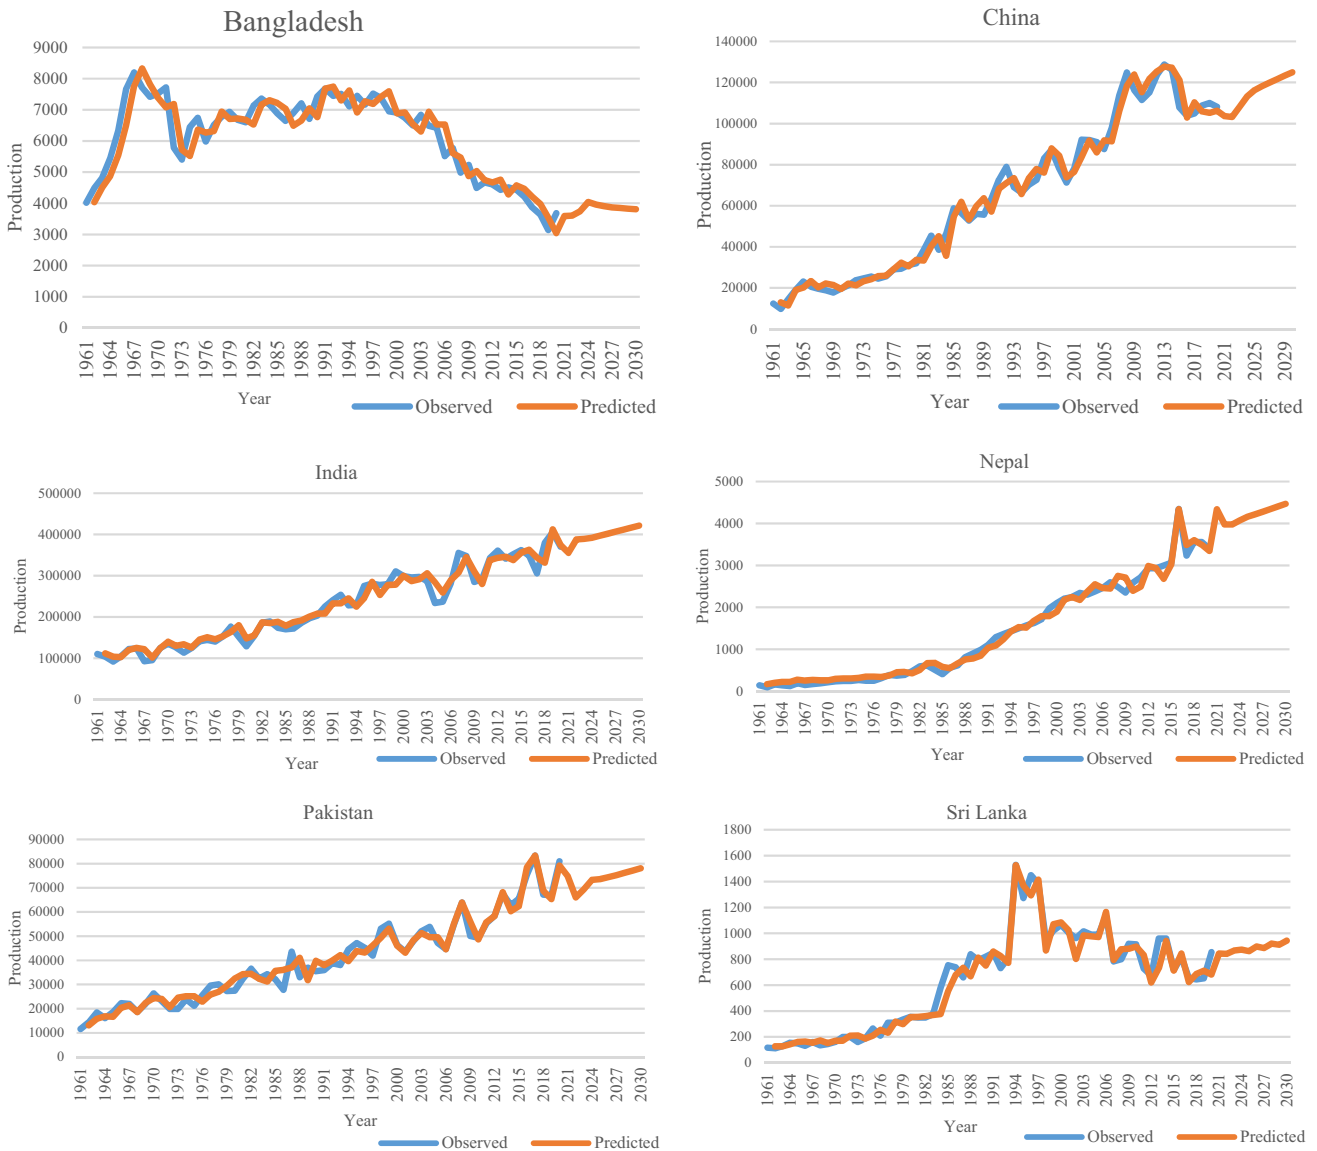 Bangladesh
9000
8000
7000
6000
5000
4000
3000
2000
1000
0
Production
1961 1964 1967 1970 1973 1976 1979 1982 1985 1988 1991 1994 1997 2000 2003 2006 2009 2012 2015 2018 2021 2024 2027 2030
Year
Observed Predicted
China
140000
120000
100000
80000
60000
40000
20000
0
Production
1961 1965 1969 1973 1977 1981 1985 1989 1993 1997 2001 2005 2009 2013 2017 2021 2025 2029
Year
Observed Predicted
India
500000
400000
300000
200000
100000
0
Production
1961 1964 1967 1970 1973 1976 1979 1982 1985 1988 1991 1994 1997 2000 2003 2006 2009 2012 2015 2018 2021 2024 2027 2030
Year
Observed Predicted
Nepal
5000
4000
3000
2000
1000
0
Production
1961 1964 1967 1970 1973 1976 1979 1982 1985 1988 1991 1994 1997 2000 2003 2006 2009 2012 2015 2018 2021 2024 2027 2030
Year
Observed Predicted
Pakistan
90000
80000
70000
60000
50000
40000
30000
20000
10000
0
Production
1961 1964 1967 1970 1973 1976 1979 1982 1985 1988 1991 1994 1997 2000 2003 2006 2009 2012 2015 2018 2021 2024 2027 2030
Year
Observed Predicted
Sri Lanka
1800
1600
1400
1200
1000
800
600
400
200
0
Production
1961 1964 1967 1970 1973 1976 1979 1982 1985 1988 1991 1994 1997 2000 2003 2006 2009 2012 2015 2018 2021 2024 2027 2030
Year
Observed Predicted